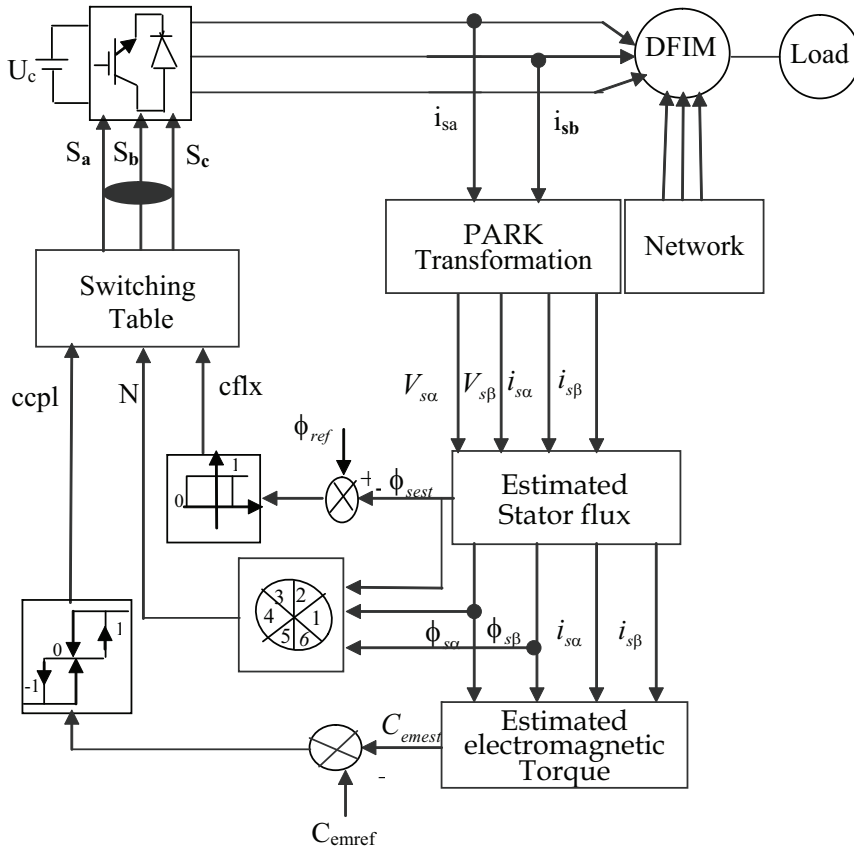 DFIM
Load
U_c
i_sa
i_sb
S_a S_b S_c
PARK
Transformation
Network
Switching
Table
V_sα V_sβ i_sα i_sβ
ccpl N cflx
ϕ_ref
1
0
+
- ϕ_sest
Estimated
Stator flux
3 2
4 1
5 6
ϕ_sα ϕ_sβ i_sα i_sβ
1
0
-1
C_emest
-
Estimated
electromagnetic
Torque
C_emref